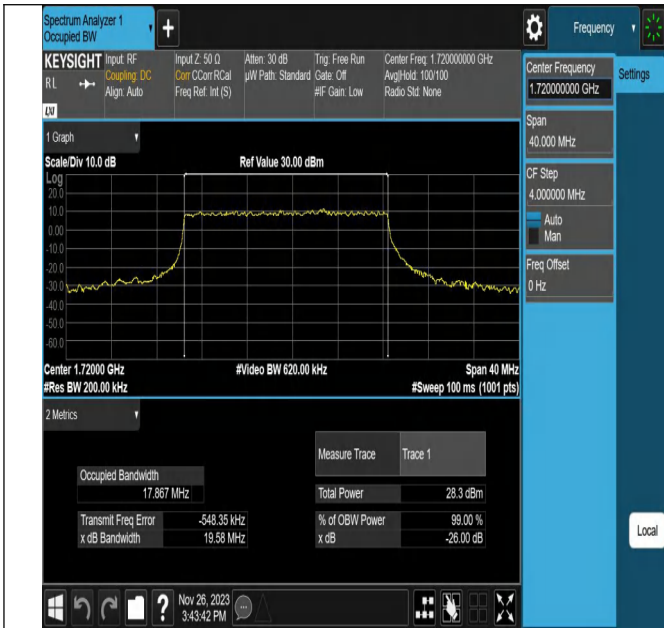 Spectrum Analyzer 1
Occupied BW
+
Frequency
KEYSIGHT
RL
LXI
Input: RF
Coupling: DC
Align: Auto
Input Z: 50 Ω
Corr CCorr RCal
Freq Ref: Int (S)
Atten: 30 dB
µW Path: Standard
Trig: Free Run
Gate: Off
#IF Gain: Low
Center Freq: 1.720000000 GHz
Avg|Hold: 100/100
Radio Std: None
Center Frequency
1.720000000 GHz
Settings
Span
40.000 MHz
CF Step
4.000000 MHz
Auto
Man
Freq Offset
0 Hz
Local
1 Graph
Scale/Div 10.0 dB
Ref Value 30.00 dBm
Log
20.0
10.0
0.00
-10.0
-20.0
-30.0
-40.0
-50.0
-60.0
Center 1.72000 GHz
#Video BW 620.00 kHz
Span 40 MHz
#Res BW 200.00 kHz
#Sweep 100 ms (1001 pts)
2 Metrics
Measure Trace
Trace 1
Occupied Bandwidth
17.867 MHz
Total Power
28.3 dBm
Transmit Freq Error
-548.35 kHz
% of OBW Power
99.00 %
x dB Bandwidth
19.58 MHz
x dB
-26.00 dB
?
Nov 26, 2023
3:43:42 PM